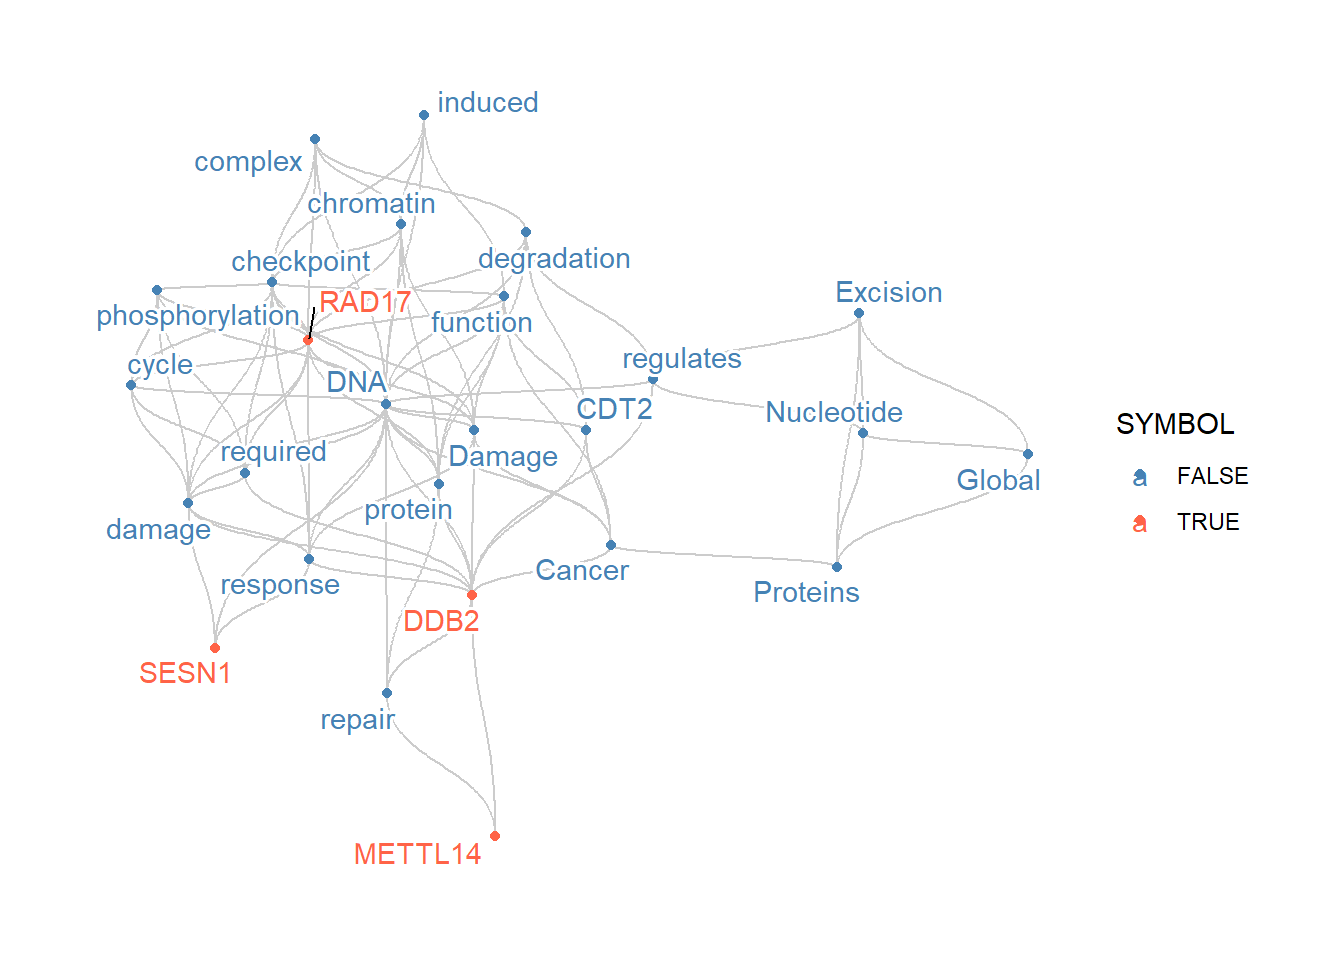 induced
complex
chromatin
checkpoint
degradation
RAD17
Excision
phosphorylation
function
cycle
regulates
DNA
CDT2
Nucleotide
SYMBOL
required
Damage
Global
a FALSE
protein
a TRUE
damage
response
Cancer
Proteins
DDB2
SESN1
repair
METTL14